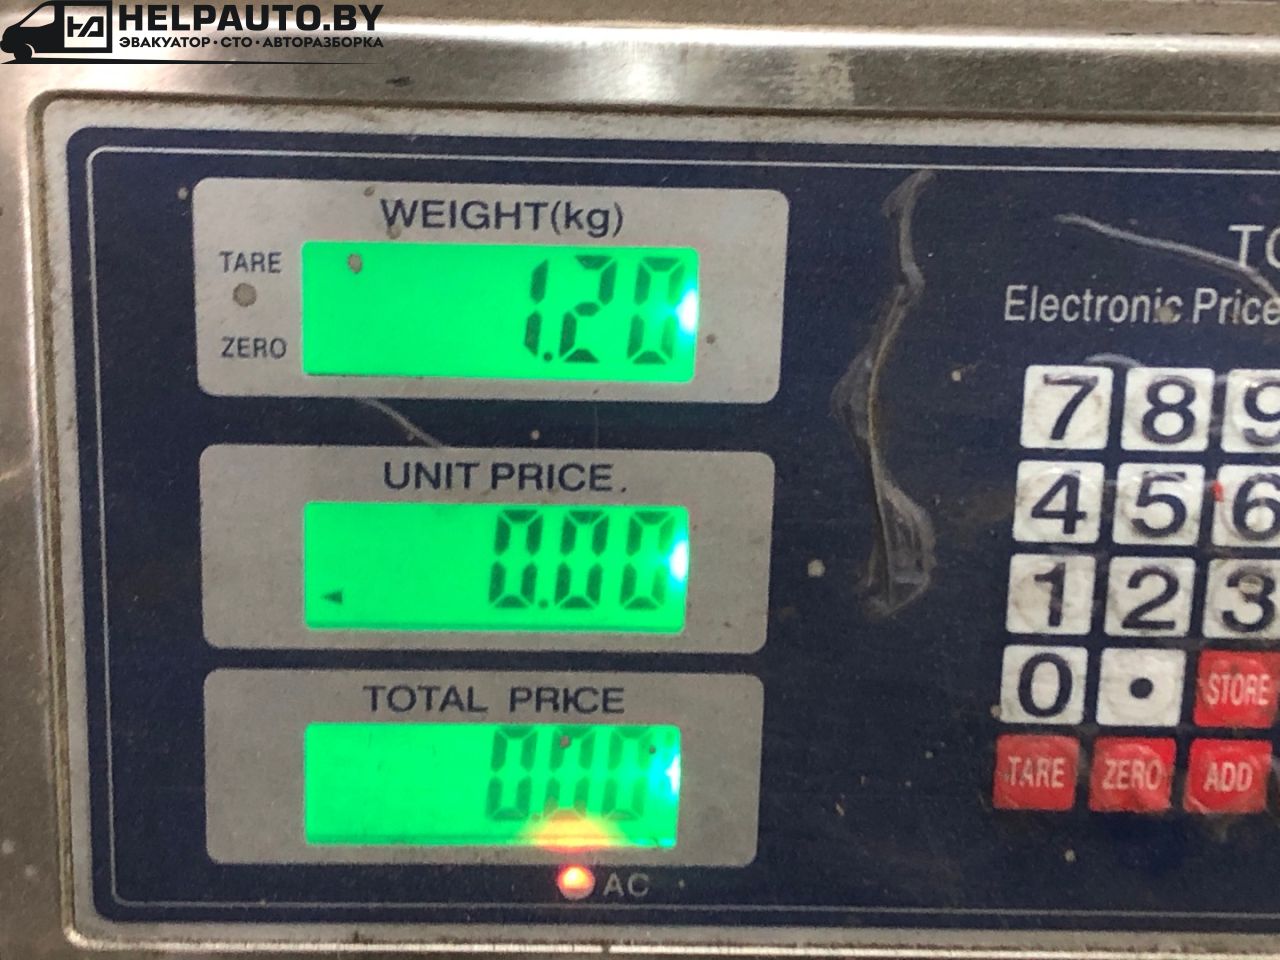 HELPAUTO.BY
ЭВАКУАТОР·СТО·АВТОРАЗБОРКА
WEIGHT(kg)
TARE
ZERO
1.20
UNIT PRICE.
0.00
TOTAL PRICE
0.00
AC
Electronic Price
7 8 9
4 5 6
1 2 3
0 • STORE
TARE ZERO ADD